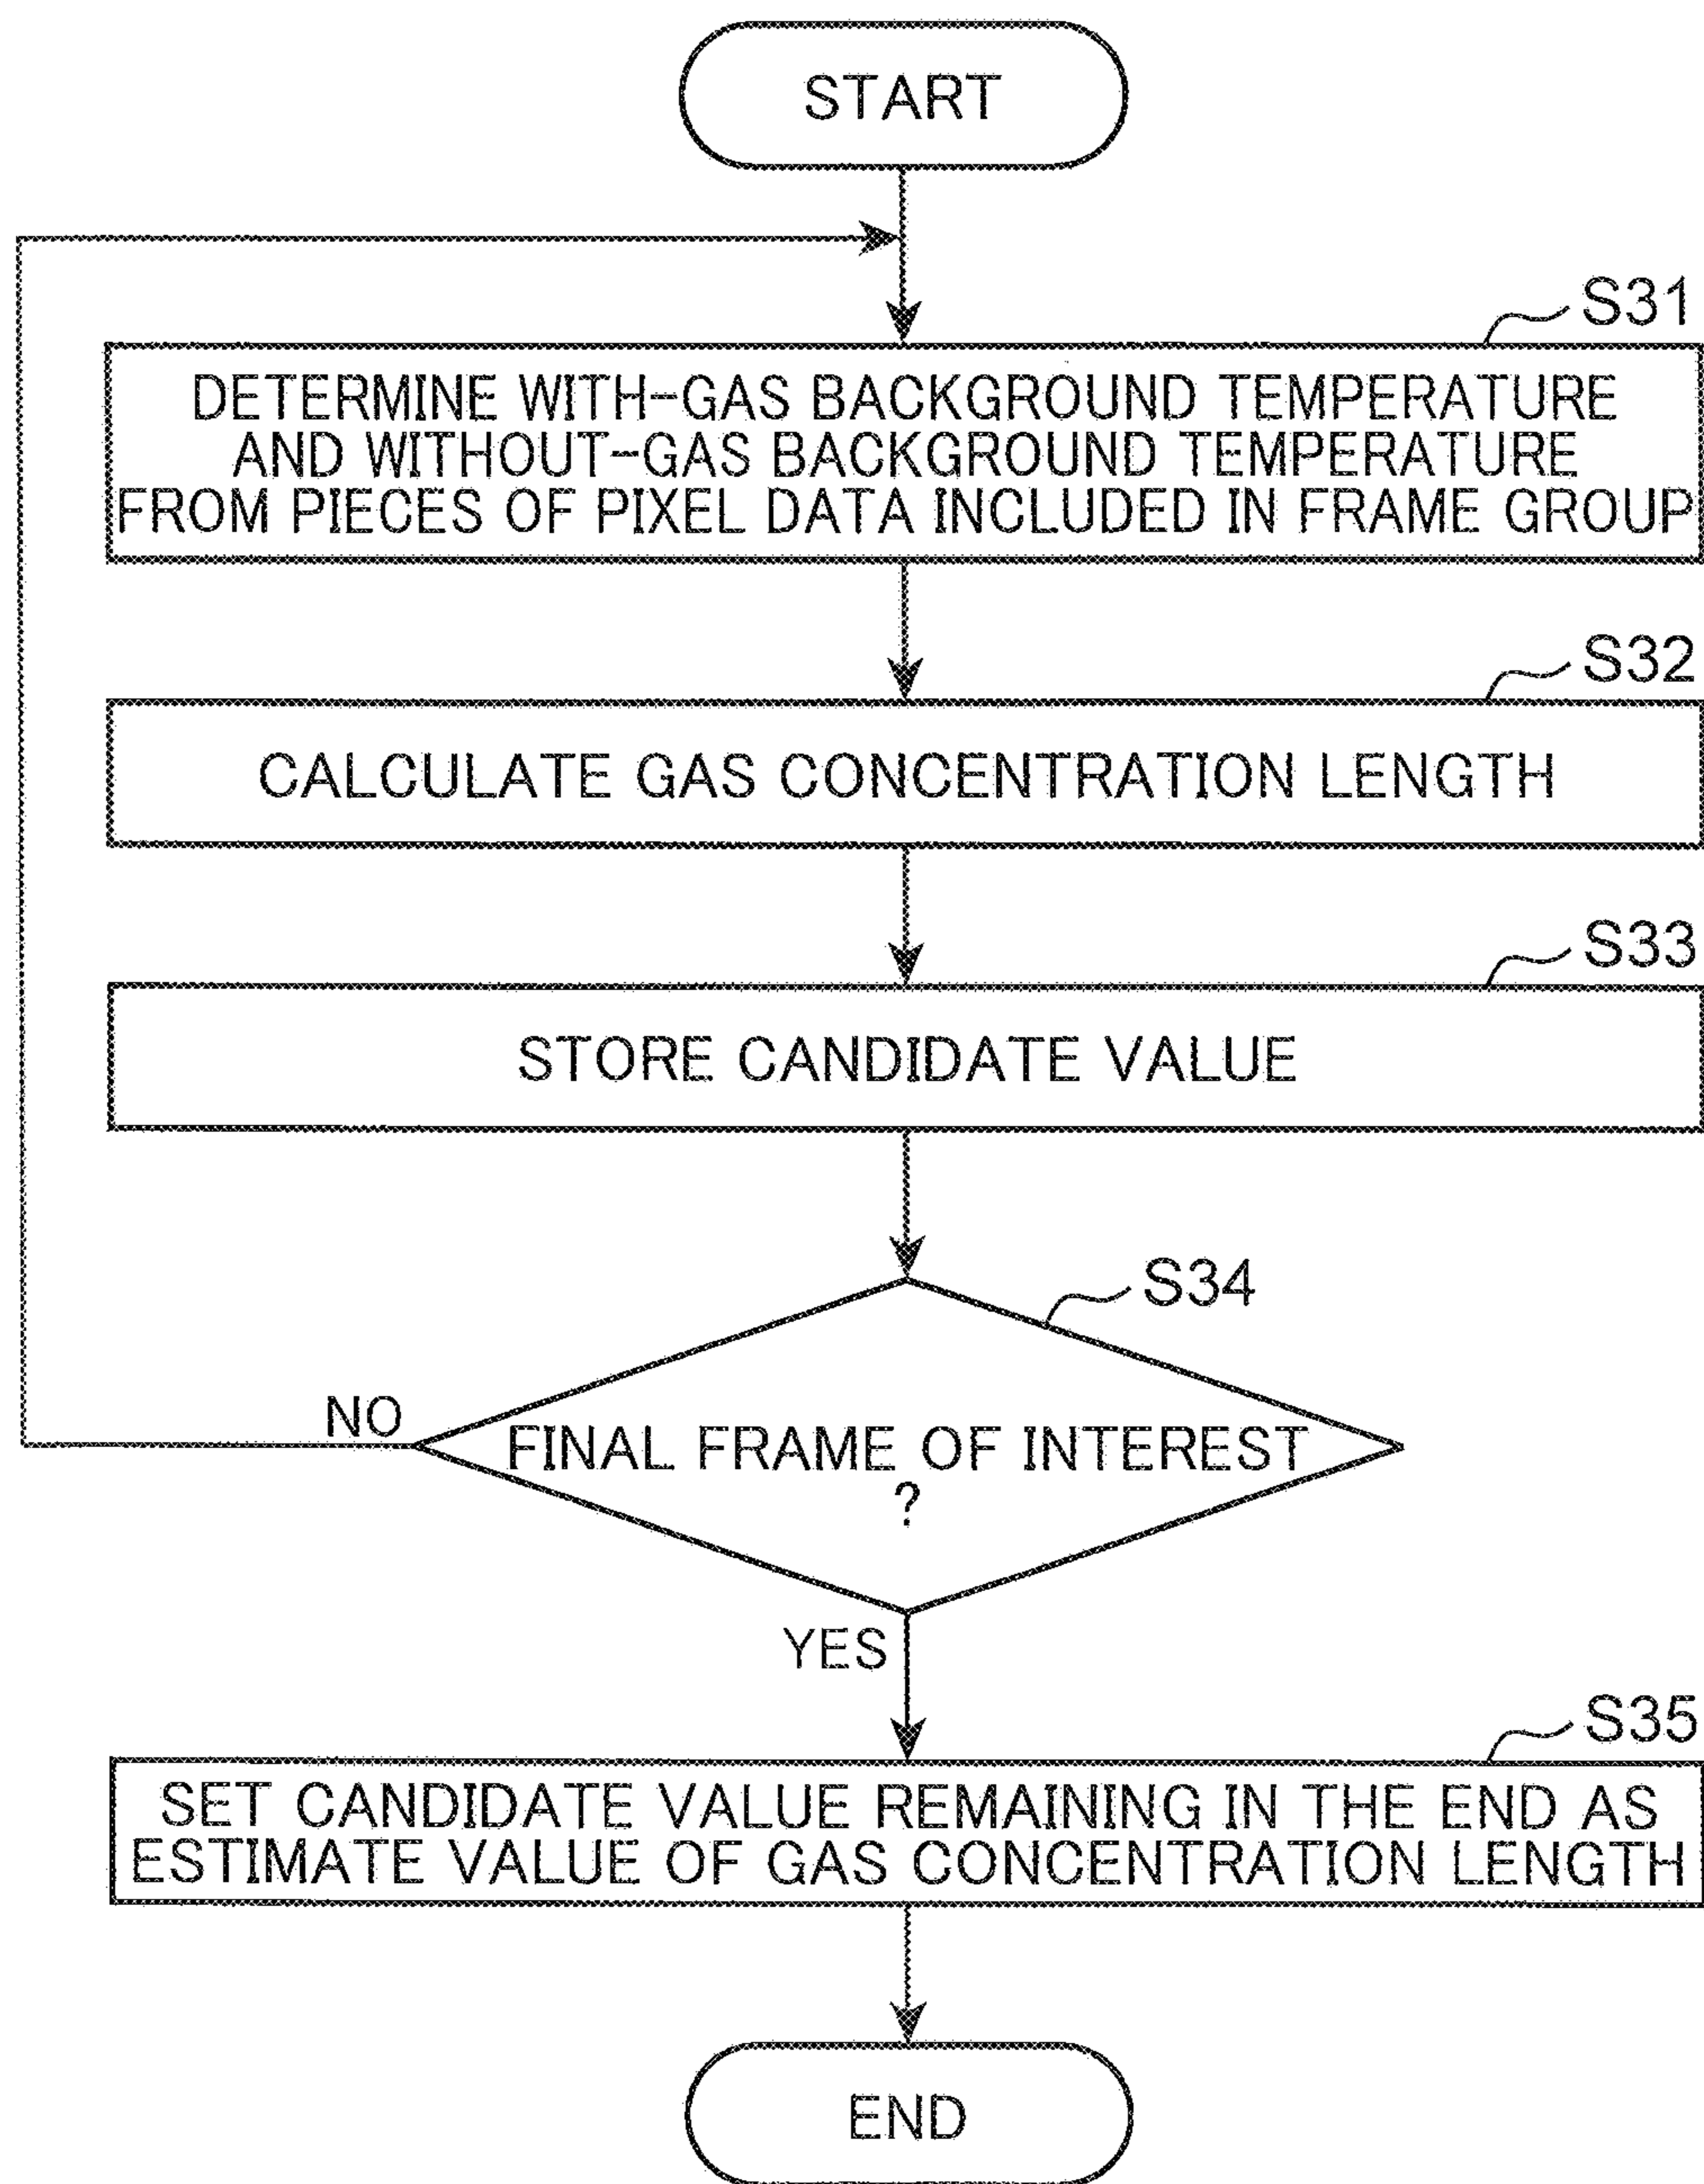 START
S31
DETERMINE WITH-GAS BACKGROUND TEMPERATURE
AND WITHOUT-GAS BACKGROUND TEMPERATURE
FROM PIECES OF PIXEL DATA INCLUDED IN FRAME GROUP
S32
CALCULATE GAS CONCENTRATION LENGTH
S33
STORE CANDIDATE VALUE
S34
NO
FINAL FRAME OF INTEREST
?
YES
S35
SET CANDIDATE VALUE REMAINING IN THE END AS
ESTIMATE VALUE OF GAS CONCENTRATION LENGTH
END